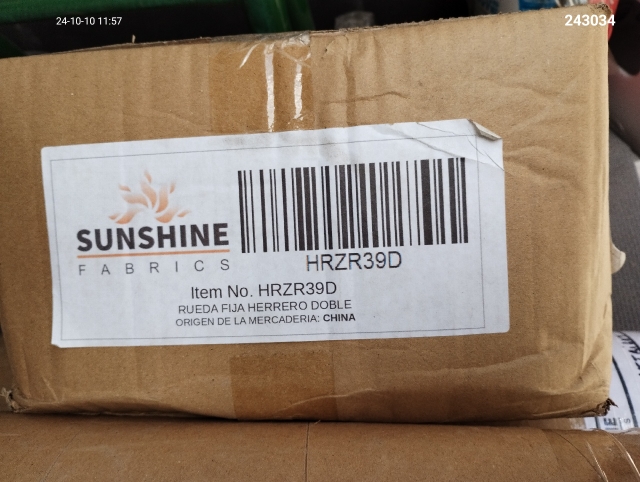 24-10-10 11:57
243034
SUNSHINE
FABRICS
HRZR39D
Item No. HRZR39D
RUEDA FIJA HERRERO DOBLE
ORIGEN DE LA MERCADERIA: CHINA